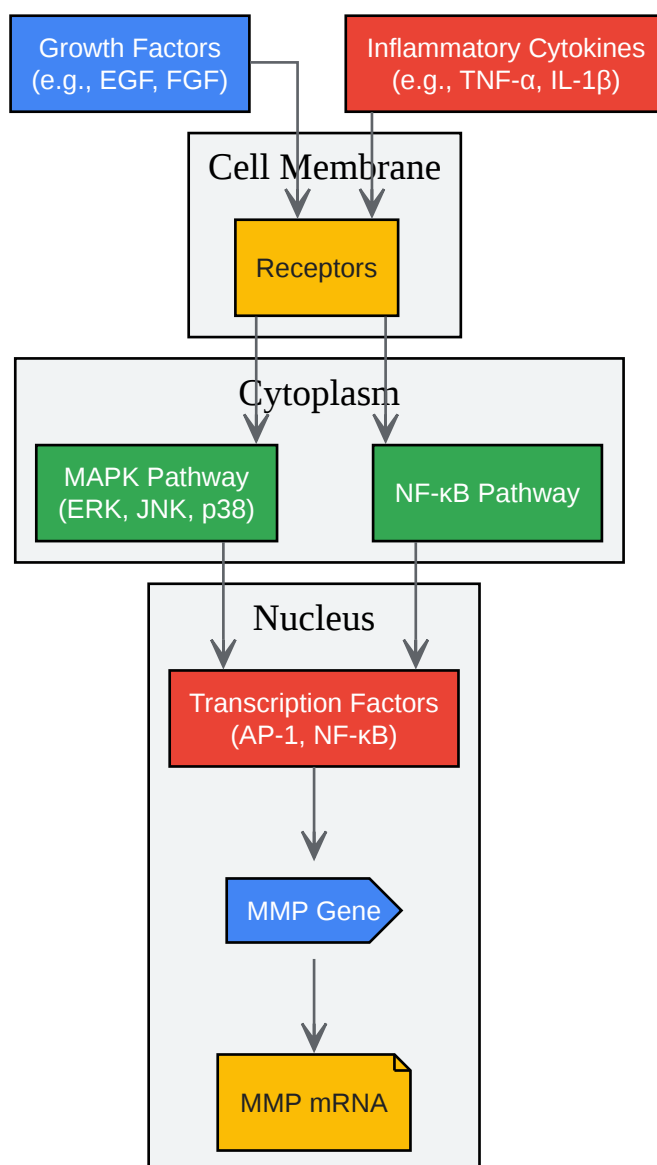 Growth Factors
(e.g., EGF, FGF)
Inflammatory Cytokines
(e.g., TNF-α, IL-1β)
Cell Membrane
Receptors
Cytoplasm
MAPK Pathway
(ERK, JNK, p38)
NF-κB Pathway
Nucleus
Transcription Factors
(AP-1, NF-κB)
MMP Gene
MMP mRNA